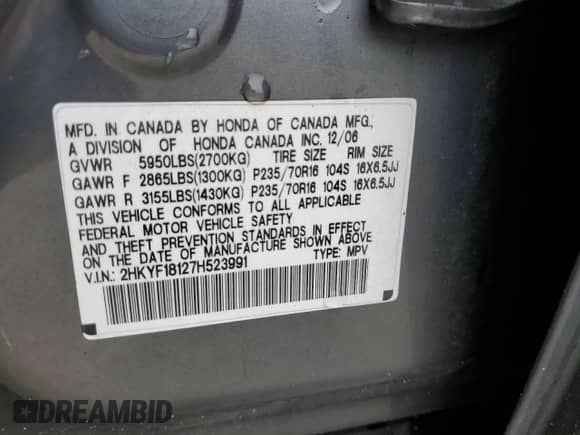 MFD. IN CANADA BY HONDA OF CANADA MFG.,
A DIVISION OF HONDA CANADA INC. 12/06
GVWR 5950LBS(2700KG) TIRE SIZE RIM SIZE
GAWR F 2865LBS(1300KG) P235/70R16 104S 16X6.5JJ
GAWR R 3155LBS(1430KG) P235/70R16 104S 16X6.5JJ
THIS VEHICLE CONFORMS TO ALL APPLICABLE
FEDERAL MOTOR VEHICLE SAFETY
AND THEFT PREVENTION STANDARDS IN EFFECT
ON THE DATE OF MANUFACTURE SHOWN ABOVE
V.I.N.: 2HKYF18127H523991 TYPE: MPV
DREAMBID